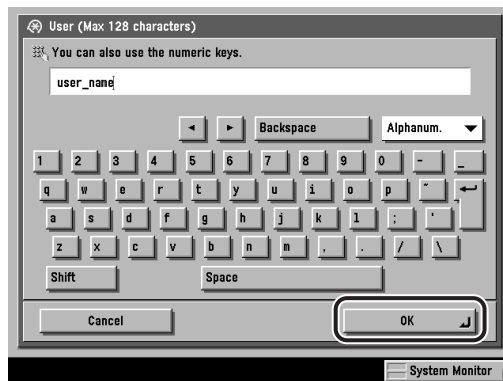 User (Max 128 characters)
You can also use the numeric keys.
user_name
◄ ► Backspace Alphanum. ▼
1 2 3 4 5 6 7 8 9 0 - _
q w e r t y u i o p ~
a s d f g h j k l ; '
z x c v b n m , . / \
Shift Space
Cancel OK
System Monitor